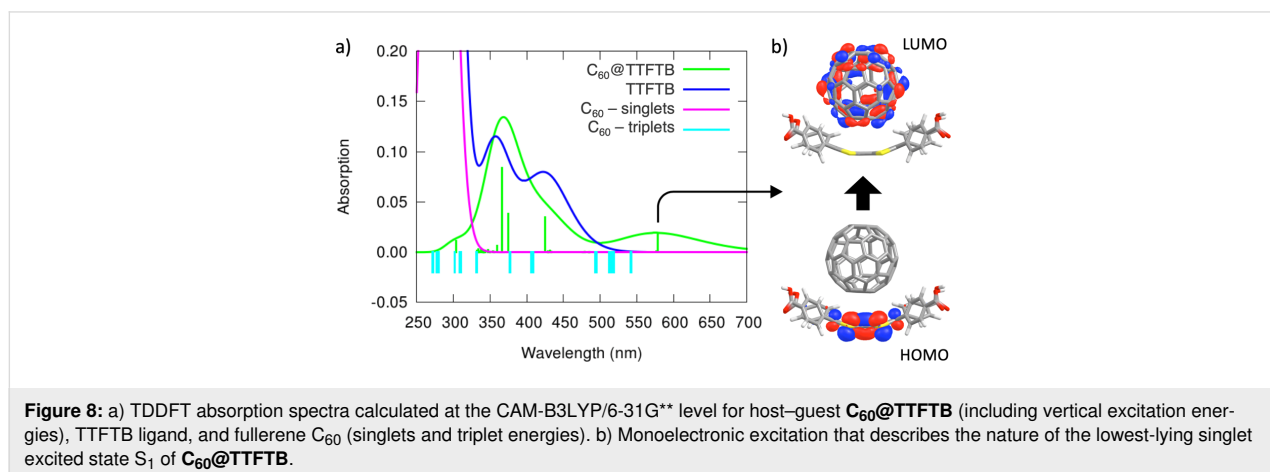 a)
b)
LUMO
0.20
0.15
0.10
0.05
0.00
-0.05
Absorption
C60@TTFTB
TTFTB
C60 – singlets
C60 – triplets
250 300 350 400 450 500 550 600 650 700
Wavelength (nm)
HOMO
Figure 8: a) TDDFT absorption spectra calculated at the CAM-B3LYP/6-31G** level for host–guest C60@TTFTB (including vertical excitation ener-
gies), TTFTB ligand, and fullerene C60 (singlets and triplet energies). b) Monoelectronic excitation that describes the nature of the lowest-lying singlet
excited state S1 of C60@TTFTB.